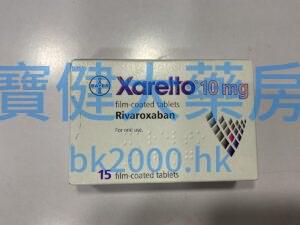 BAYER
Xarelto® 10 mg
film-coated tablets
Rivaroxaban
For oral use.
15 film-coated tablets
寶健大藥房
bk2000.hk